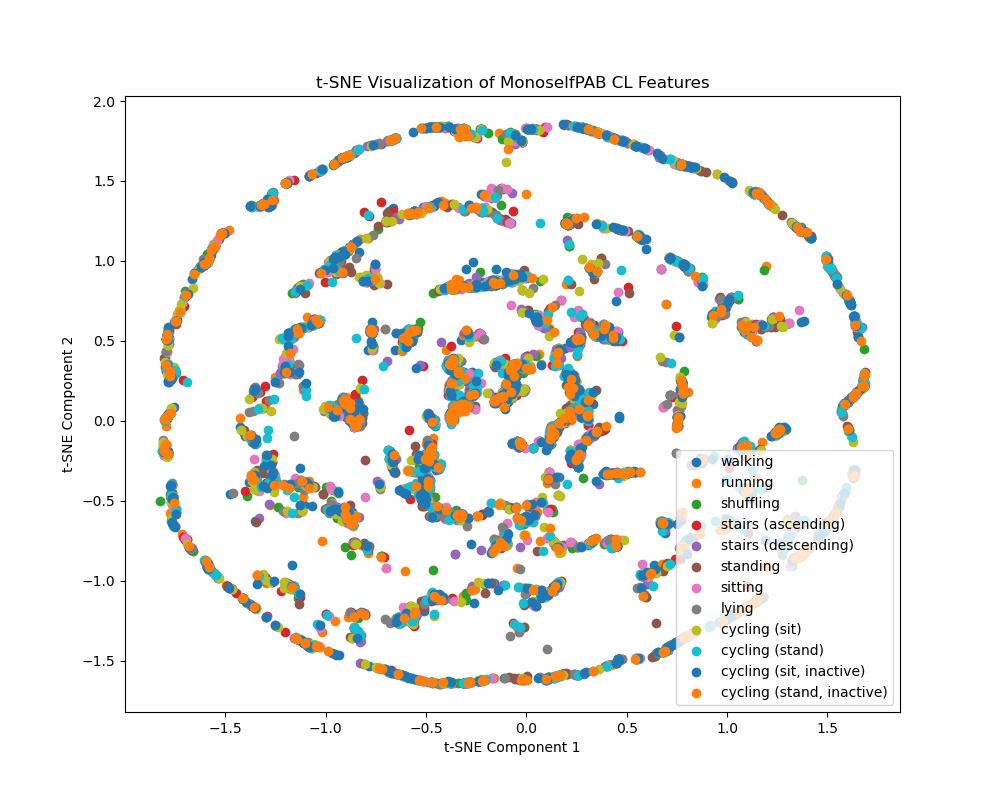 t-SNE Visualization of MonoselfPAB CL Features
2.0
1.5
1.0
0.5
0.0
−0.5
−1.0
−1.5
t-SNE Component 2
−1.5
−1.0
−0.5
0.0
0.5
1.0
1.5
t-SNE Component 1
walking
running
shuffling
stairs (ascending)
stairs (descending)
standing
sitting
lying
cycling (sit)
cycling (stand)
cycling (sit, inactive)
cycling (stand, inactive)